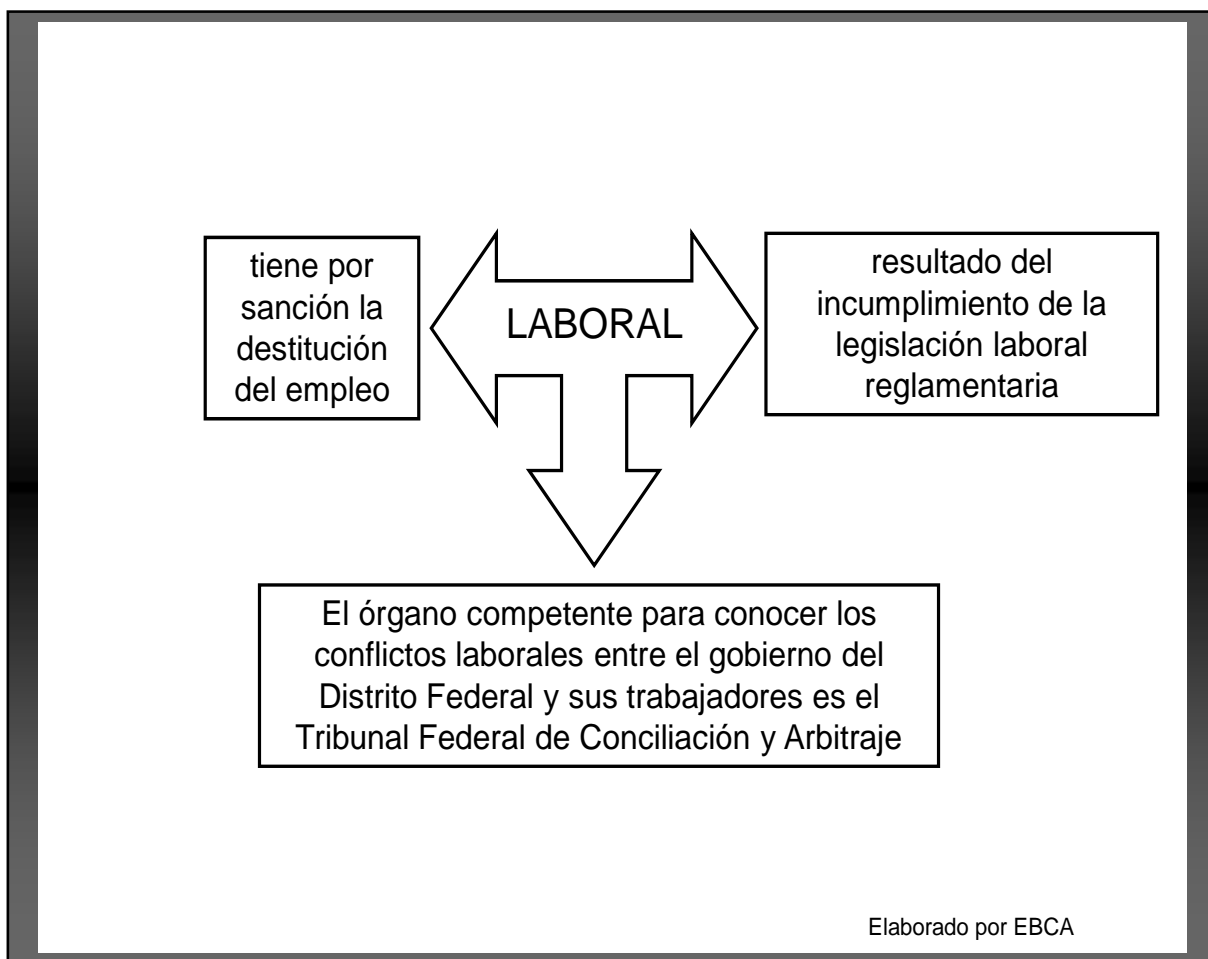 tiene por
sanción la
destitución
del empleo
LABORAL
resultado del
incumplimiento de la
legislación laboral
reglamentaria
El órgano competente para conocer los
conflictos laborales entre el gobierno del
Distrito Federal y sus trabajadores es el
Tribunal Federal de Conciliación y Arbitraje
Elaborado por EBCA